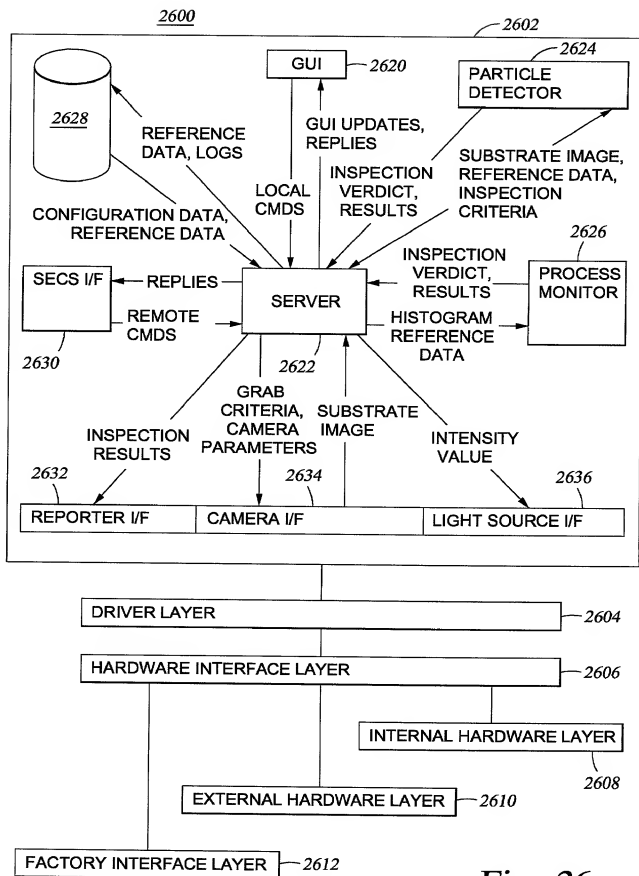 2600
2602
2628
GUI
2620
2624
PARTICLE
DETECTOR
REFERENCE
DATA, LOGS
GUI UPDATES,
REPLIES
LOCAL
CMDS
INSPECTION
VERDICT,
RESULTS
SUBSTRATE IMAGE,
REFERENCE DATA,
INSPECTION
CRITERIA
CONFIGURATION DATA,
REFERENCE DATA
2626
SECS I/F
REPLIES
REMOTE
CMDS
2630
SERVER
2622
INSPECTION
VERDICT,
RESULTS
HISTOGRAM
REFERENCE
DATA
PROCESS
MONITOR
INSPECTION
RESULTS
GRAB
CRITERIA,
CAMERA
PARAMETERS
SUBSTRATE
IMAGE
INTENSITY
VALUE
2632
2634
2636
REPORTER I/F
CAMERA I/F
LIGHT SOURCE I/F
DRIVER LAYER
2604
HARDWARE INTERFACE LAYER
2606
INTERNAL HARDWARE LAYER
2608
EXTERNAL HARDWARE LAYER
2610
FACTORY INTERFACE LAYER
2612